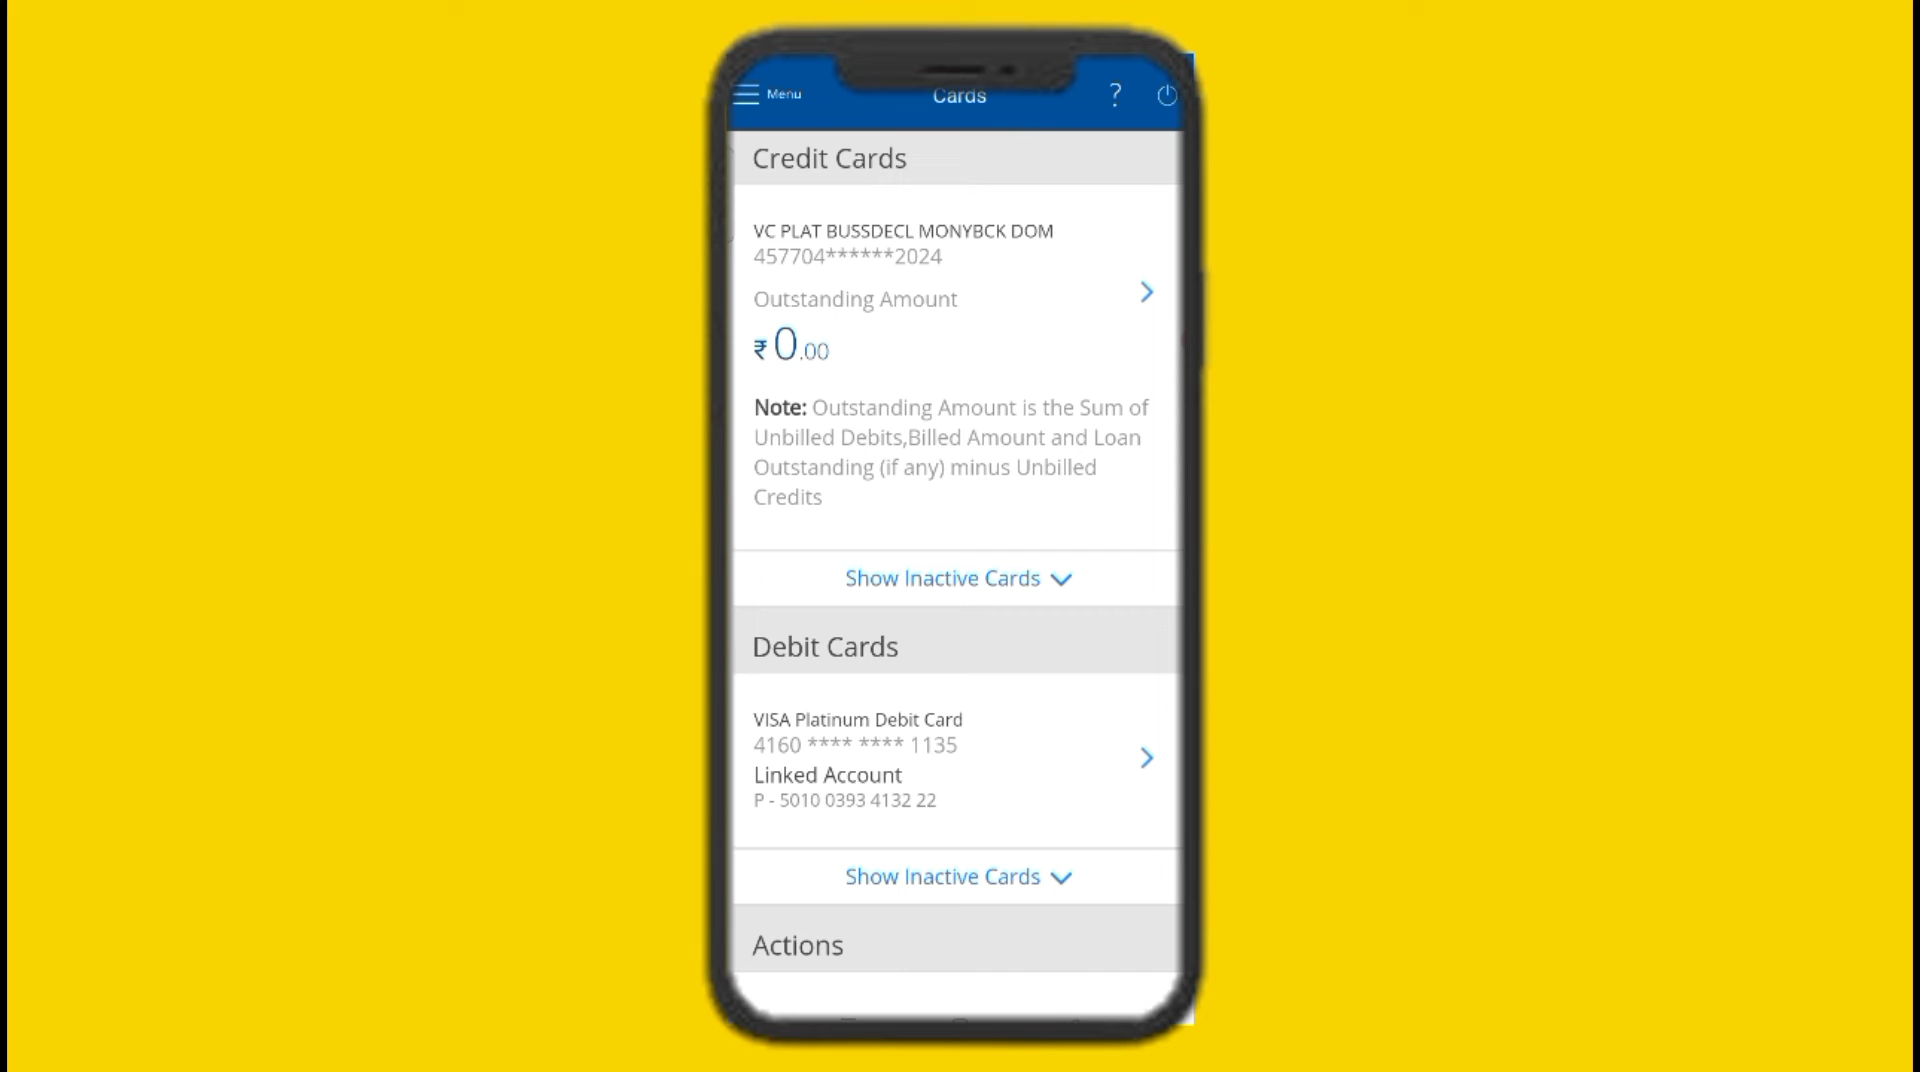 Menu
Cards
?
Credit Cards
VC PLAT BUSSDECL MONYBCK DOM
457704******2024
Outstanding Amount
₹ 0.00
Note: Outstanding Amount is the Sum of
Unbilled Debits,Billed Amount and Loan
Outstanding (if any) minus Unbilled
Credits
Show Inactive Cards
Debit Cards
VISA Platinum Debit Card
4160 **** **** 1135
Linked Account
P - 5010 0393 4132 22
Show Inactive Cards
Actions